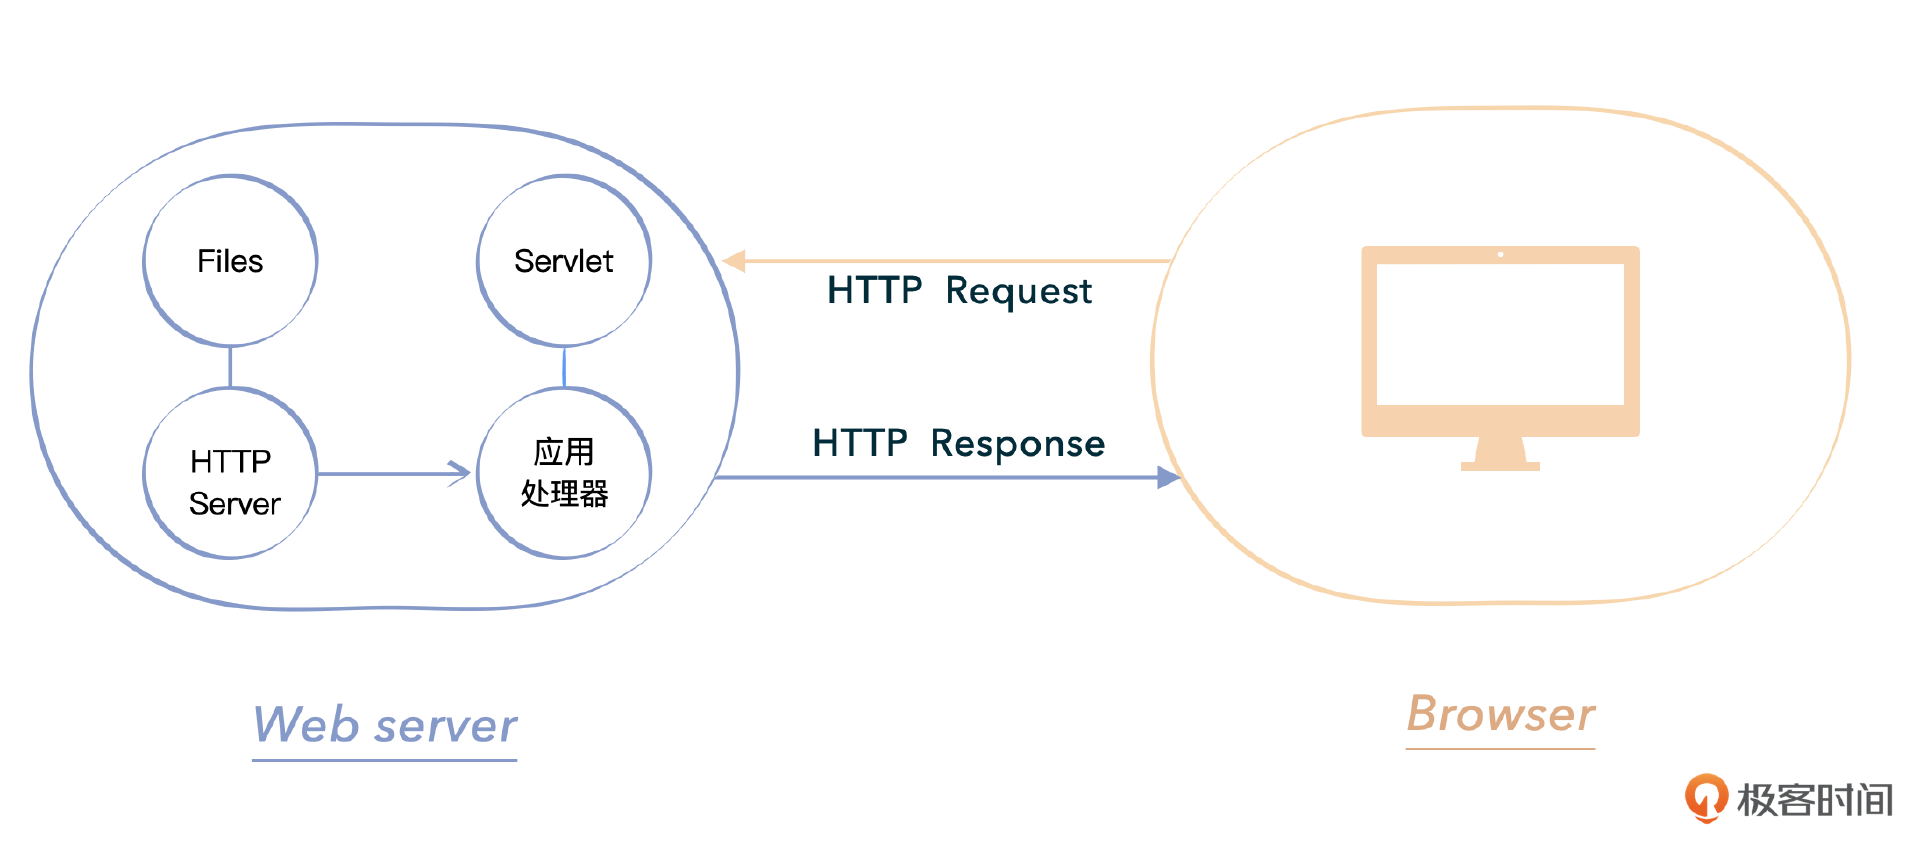 Files
Servlet
HTTP
Server
应用
处理器
HTTP Request
HTTP Response
Web server
Browser
极客时间